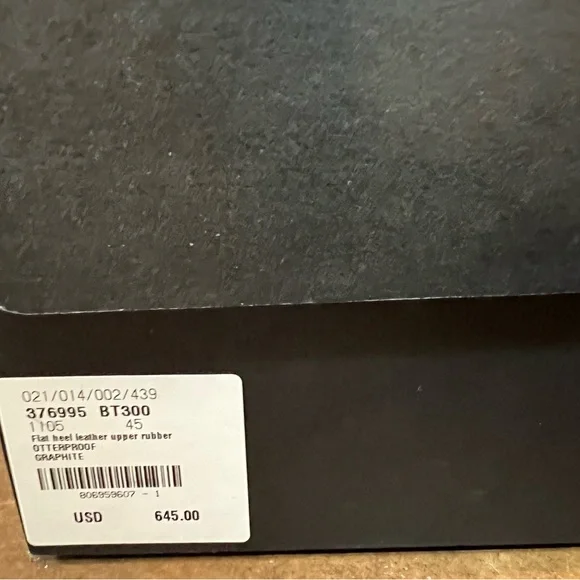 021/014/002/439
376995 BT300
1105 45
Flat heel leather upper rubber
OTTERPROOF
GRAPHITE
806959607 - 1
USD 645.00